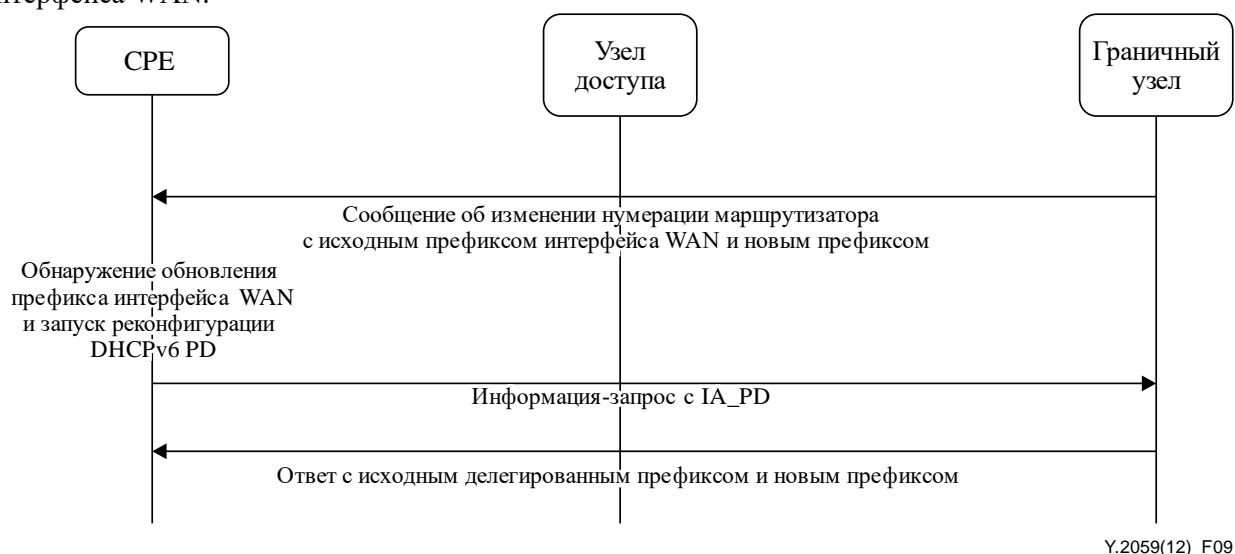 нтерфейса WAN.
CPE
Узел
доступа
Граничный
узел
Сообщение об изменении нумерации маршрутизатора
с исходным префиксом интерфейса WAN и новым префиксом
Обнаружение обновления
префикса интерфейса WAN
и запуск реконфигурации
DHCPv6 PD
Информация-запрос с IA_PD
Ответ с исходным делегированным префиксом и новым префиксом
Y.2059(12)_F09